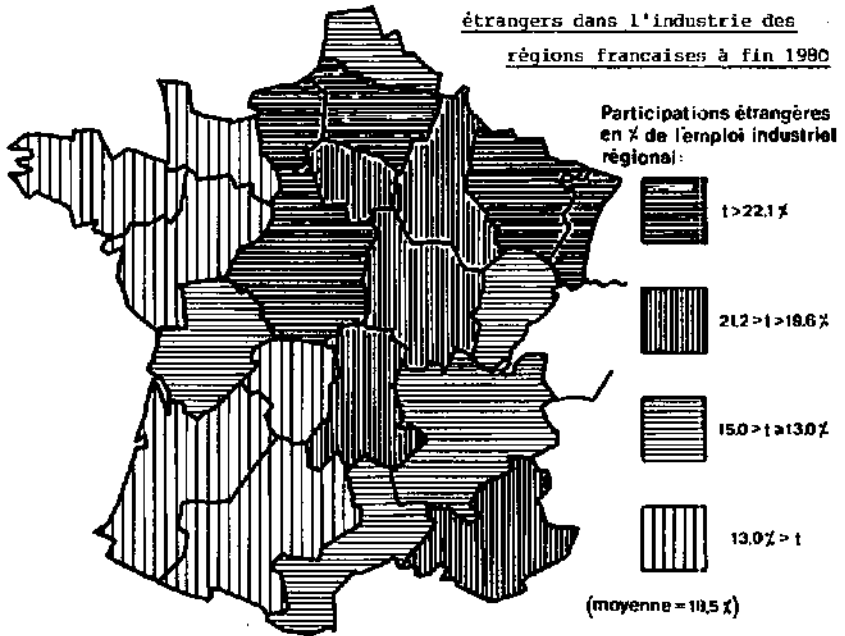 étrangers dans l'industrie des
régions francaises à fin 1980
Participations étrangères
en % de l'emploi industriel
régional:
t>22,1 %
21,2 >t >18.6 %
15.0 > t ≥13.0 %
13,0 % > t
(moyenne = 18,5 %)